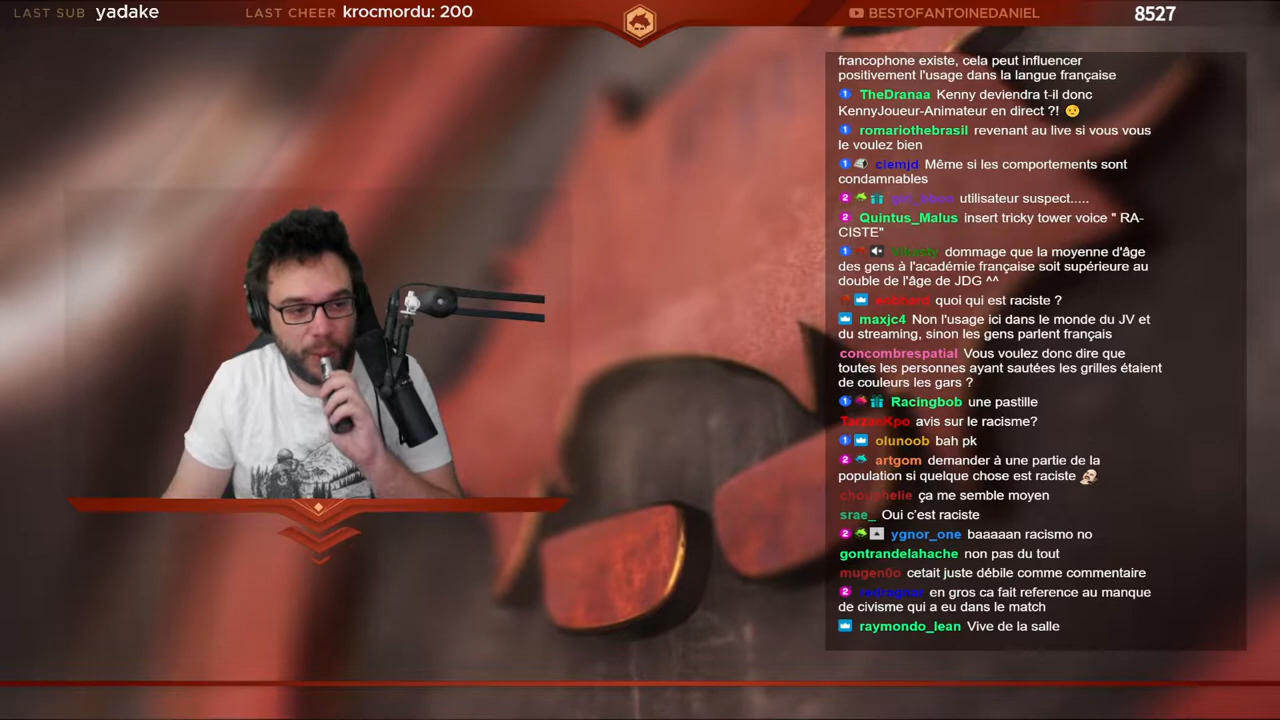 LAST SUB yadake LAST CHEER krocmordu: 200 BESTOFANTOINEDANIEL 8527
francophone existe, cela peut influencer
positivement l'usage dans la langue française
TheDranaa Kenny deviendra t-il donc
KennyJoueur-Animateur en direct ?!
romariothebrasil revenant au live si vous vous
le voulez bien
clemjd Même si les comportements sont
condamnables
utilisateur suspect.....
Quintus_Malus insert tricky tower voice " RA-
CISTE"
dommage que la moyenne d'âge
des gens à l'académie française soit supérieure au
double de l'âge de JDG ^^
quoi qui est raciste ?
maxjc4 Non l'usage ici dans le monde du JV et
du streaming, sinon les gens parlent français
concombrespatial Vous voulez donc dire que
toutes les personnes ayant sautées les grilles étaient
de couleurs les gars ?
Racingbob une pastille
TarzanKpo avis sur le racisme?
olunoob bah pk
artgom demander à une partie de la
population si quelque chose est raciste
ça me semble moyen
srae_ Oui c'est raciste
ygnor_one baaaaan racismo no
gontrandelahache non pas du tout
mugen0o cetait juste débile comme commentaire
en gros ca fait reference au manque
de civisme qui a eu dans le match
raymondo_lean Vive de la salle